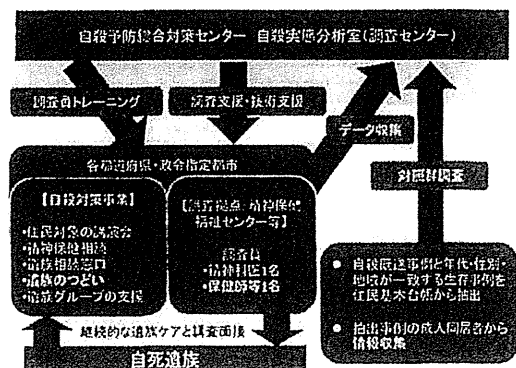 自殺予防総合対策センター 自殺実態分析室(調査センター)
調査員トレーニング
調査支援・技術支援
データ収集
対照群調査
各都道府県・政令指定都市
【自殺対策事業】
・住民対象の講演会
・精神保健相談
・遺族相談窓口
・遺族のつどい
・遺族グループの支援
【調査拠点:精神保健
福祉センター等】
調査員
・精神科医1名
・保健師等1名
● 自殺既遂事例と年代・性別・
地域が一致する生存事例を
住民基本台帳から抽出
● 抽出事例の成人同居者から
情報収集
継続的な遺族ケアと調査面接
自死遺族